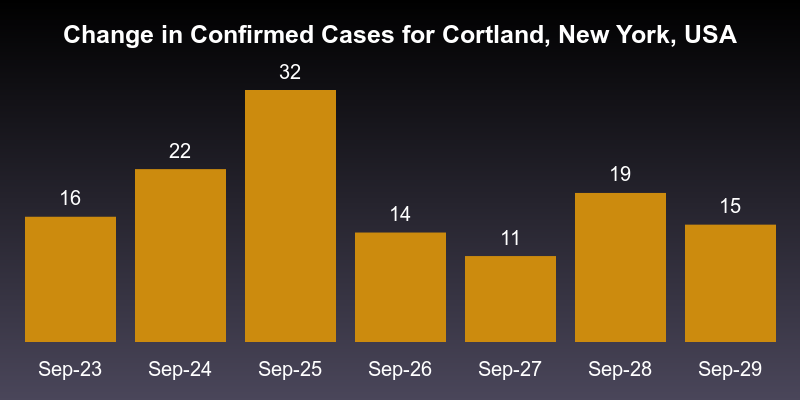 Change in Confirmed Cases for Cortland, New York, USA
16
22
32
14
11
19
15
Sep-23
Sep-24
Sep-25
Sep-26
Sep-27
Sep-28
Sep-29